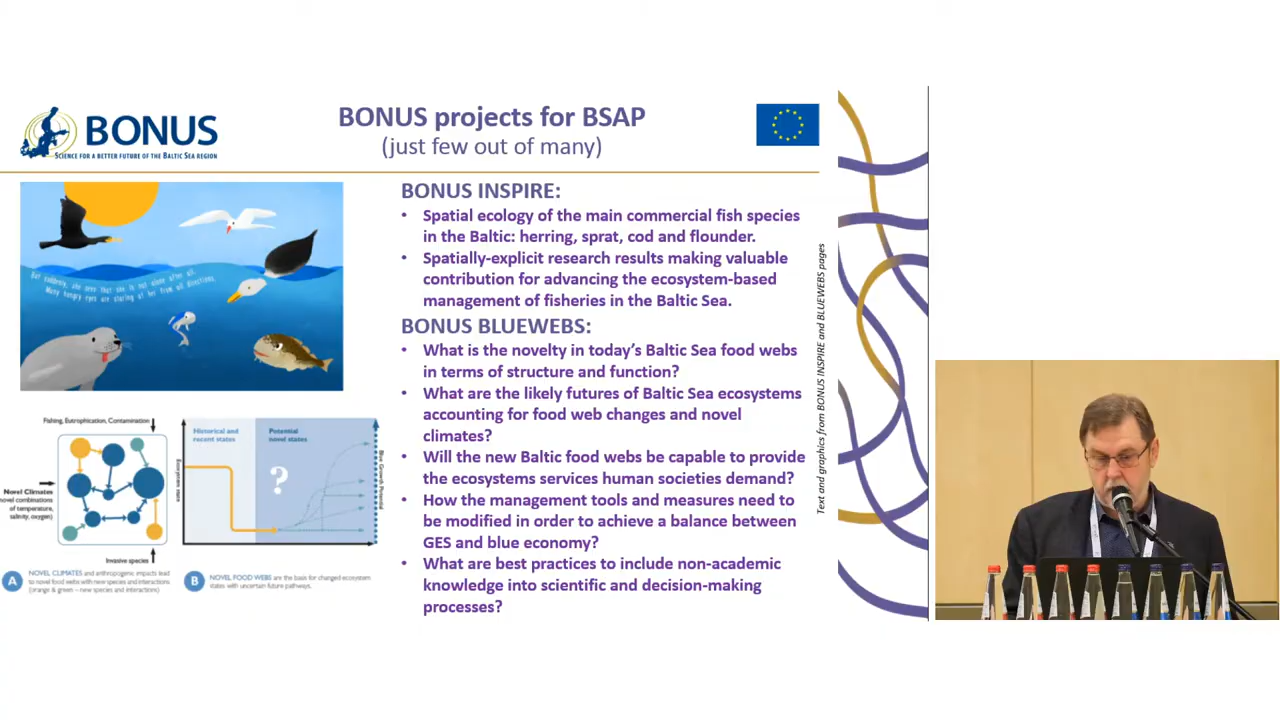 BONUS projects for BSAP
(just few out of many)
BONUS
SCIENCE FOR A BETTER FUTURE OF THE BALTIC SEA REGION
But suddenly, she sees that she is not alone after all.
Many hungry eyes are staring at her from all directions.
BONUS INSPIRE:
• Spatial ecology of the main commercial fish species
in the Baltic: herring, sprat, cod and flounder.
• Spatially-explicit research results making valuable
contribution for advancing the ecosystem-based
management of fisheries in the Baltic Sea.
BONUS BLUEWEBS:
• What is the novelty in today's Baltic Sea food webs
in terms of structure and function?
• What are the likely futures of Baltic Sea ecosystems
accounting for food web changes and novel
climates?
• Will the new Baltic food webs be capable to provide
the ecosystems services human societies demand?
• How the management tools and measures need to
be modified in order to achieve a balance between
GES and blue economy?
• What are best practices to include non-academic
knowledge into scientific and decision-making
processes?
Fishing, Eutrophication, Contamination
Novel Climates
novel combinations
of temperature,
salinity, oxygen)
Invasive species
Historical and
recent states
Potential
novel states
?
Ecosystem state
Blue Growth Potential
A
NOVEL CLIMATES and anthropogenic impacts lead
to novel food webs with new species and interactions
(orange & green – new species and interactions)
B
NOVEL FOOD WEBS are the basis for changed ecosystem
states with uncertain future pathways.
Text and graphics from BONUS INSPIRE and BLUEWEBS pages